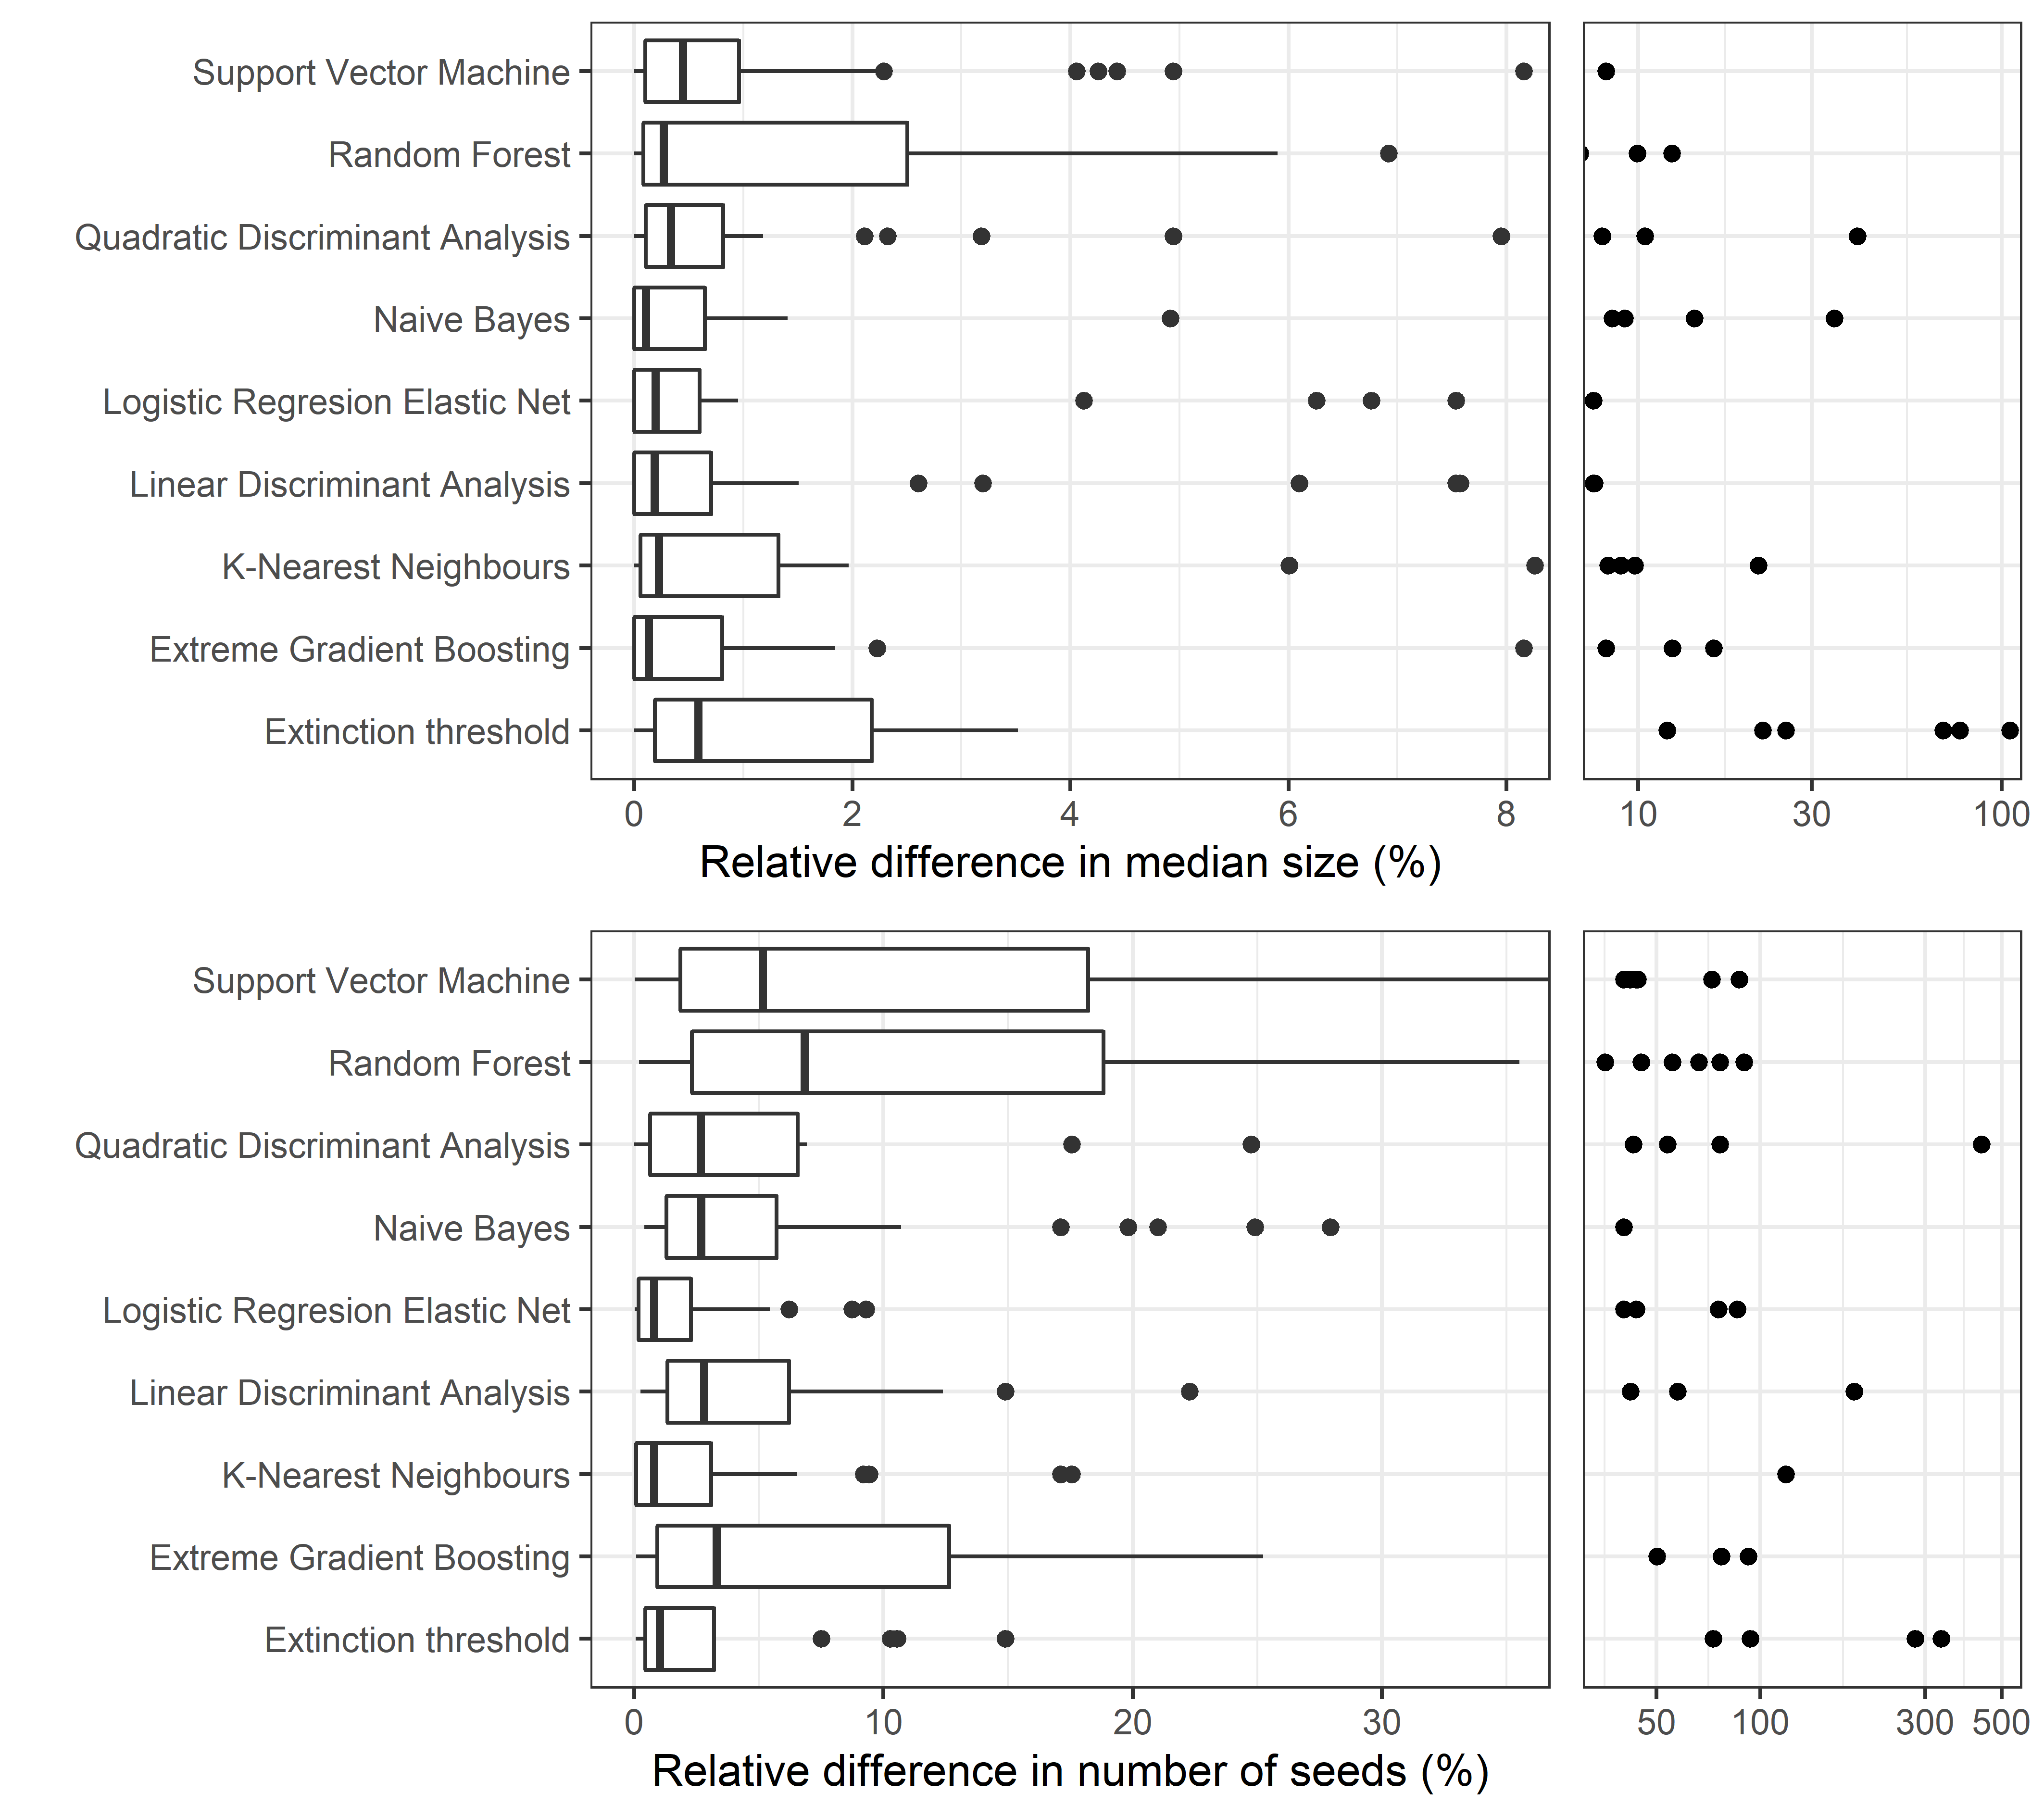 Support Vector Machine
Random Forest
Quadratic Discriminant Analysis
Naive Bayes
Logistic Regresion Elastic Net
Linear Discriminant Analysis
K-Nearest Neighbours
Extreme Gradient Boosting
Extinction threshold
0 2 4 6 8 10 30 100
Relative difference in median size (%)
Support Vector Machine
Random Forest
Quadratic Discriminant Analysis
Naive Bayes
Logistic Regresion Elastic Net
Linear Discriminant Analysis
K-Nearest Neighbours
Extreme Gradient Boosting
Extinction threshold
0 10 20 30 50 100 300 500
Relative difference in number of seeds (%)